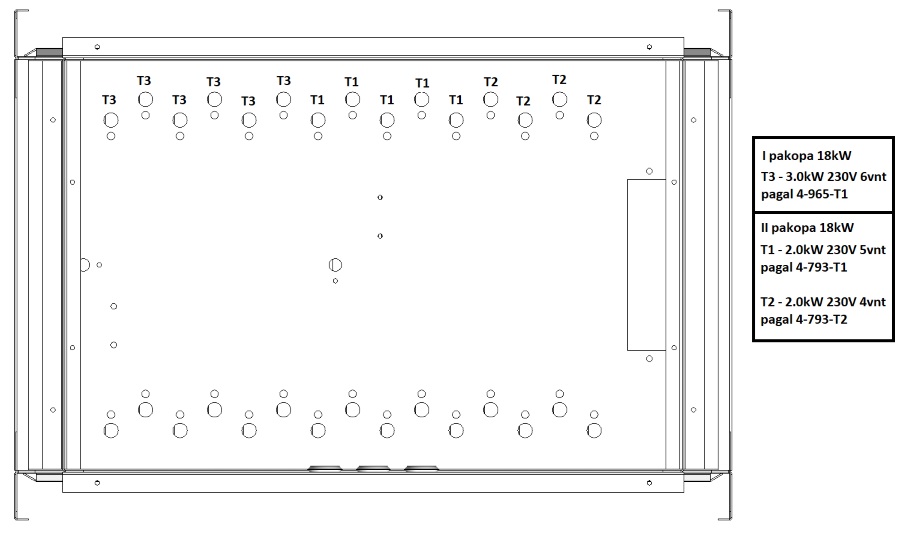 T3 T3 T3 T1 T1 T2 T2
T3 T3 T3 T1 T1 T1 T2 T2
I pakopa 18kW
T3 - 3.0kW 230V 6vnt
pagal 4-965-T1
II pakopa 18kW
T1 - 2.0kW 230V 5vnt
pagal 4-793-T1
T2 - 2.0kW 230V 4vnt
pagal 4-793-T2